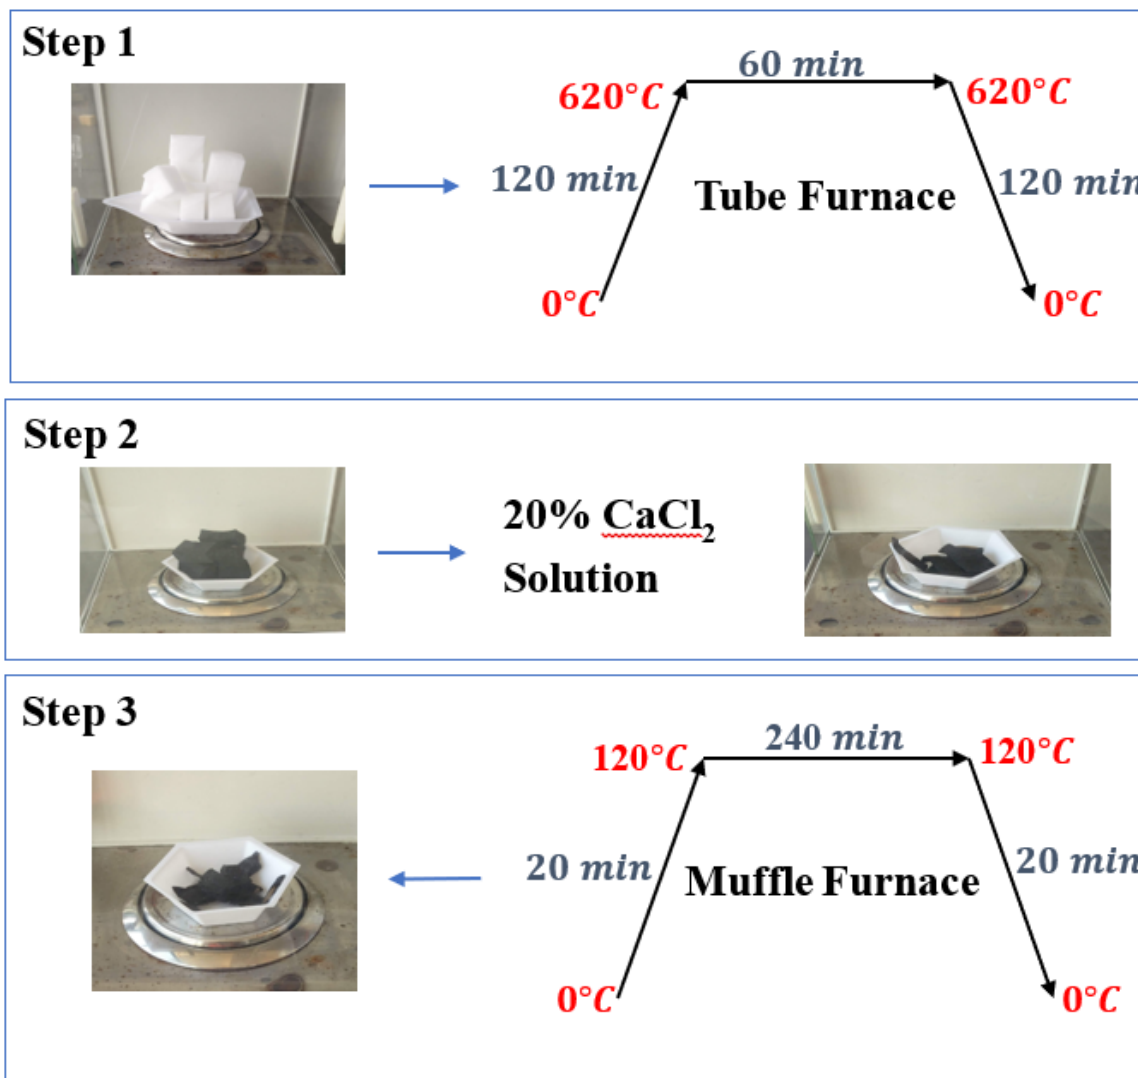 Step 1
60 min
620°C
620°C
120 min
Tube Furnace
120 min
0°C
0°C
Step 2
20% CaCl₂
Solution
Step 3
240 min
120°C
120°C
20 min
Muffle Furnace
20 min
0°C
0°C